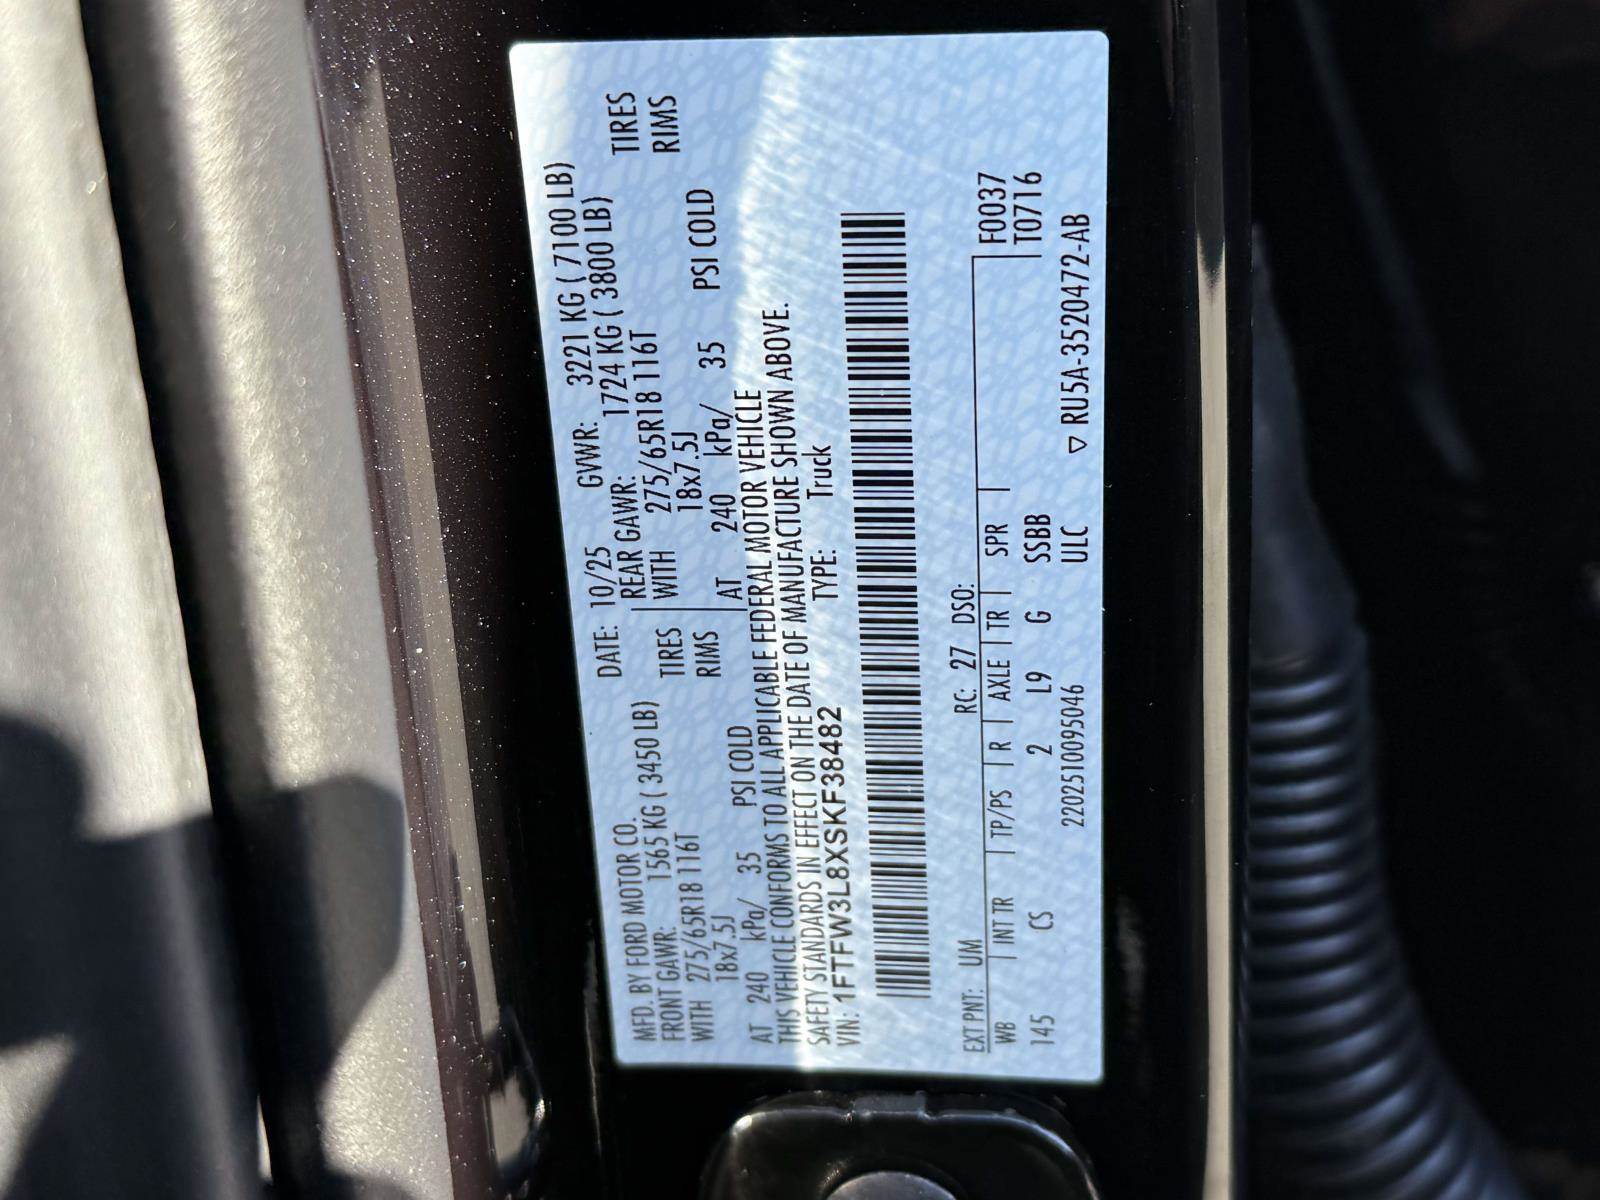 MFD. BY FORD MOTOR CO. DATE: 10/25 GVWR: 3221 KG ( 7100 LB)
FRONT GAWR: 1565 KG ( 3450 LB) REAR GAWR: 1724 KG ( 3800 LB)
WITH 275/65R18 116T TIRES WITH 275/65R18 116T TIRES
18x7.5J RIMS 18x7.5J RIMS
AT 240 kPa/ 35 PSI COLD AT 240 kPa/ 35 PSI COLD
THIS VEHICLE CONFORMS TO ALL APPLICABLE FEDERAL MOTOR VEHICLE
SAFETY STANDARDS IN EFFECT ON THE DATE OF MANUFACTURE SHOWN ABOVE.
VIN: 1FTFW3L8XSKF38482 TYPE: Truck
EXT PNT: UM RC: 27 DSO: F0037
WB INT TR TP/PS R AXLE TR SPR T0716
145 CS 2 L9 G SSBB
2202510095046 ULC ▽ RU5A-3520472-AB